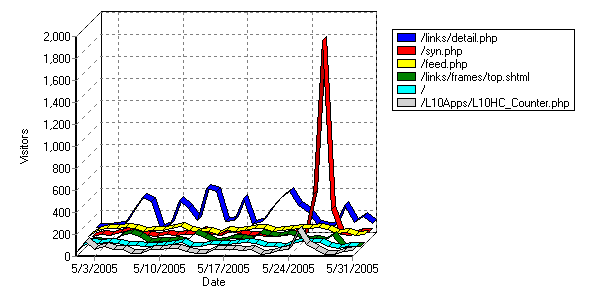 2,000
1,800
1,600
1,400
1,200
1,000
800
600
400
200
0
Visitors
5/3/2005 5/10/2005 5/17/2005 5/24/2005 5/31/2005
Date
/links/detail.php
/syn.php
/feed.php
/links/frames/top.shtml
/
/L10Apps/L10HC_Counter.php